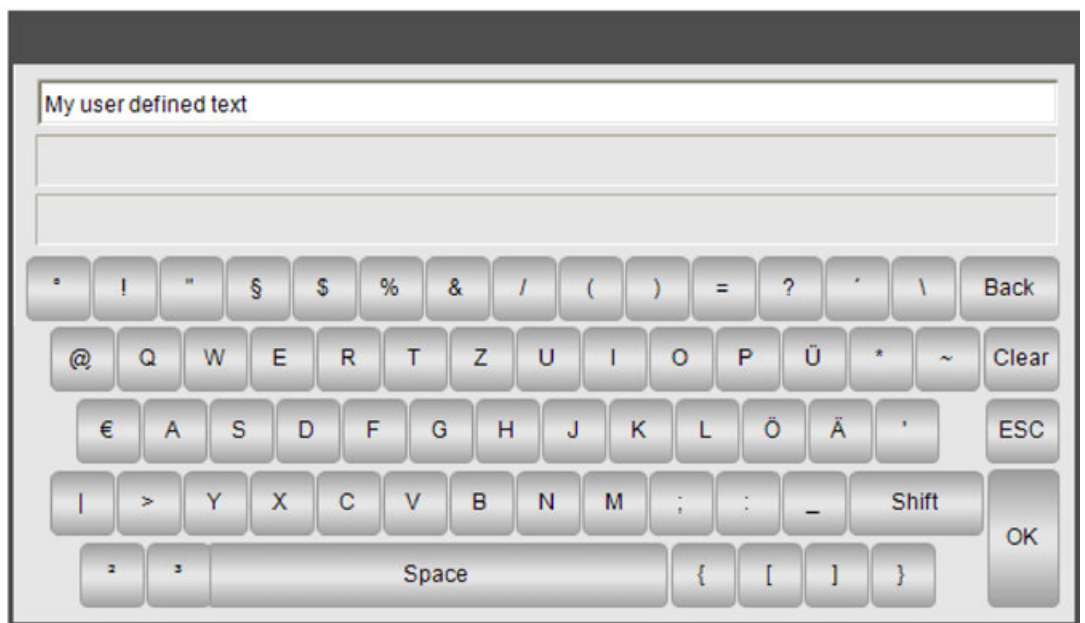 My user defined text
° ! " § $ % & / ( ) = ? ´ \ Back
@ Q W E R T Z U I O P Ü * ~ Clear
€ A S D F G H J K L Ö Ä ' ESC
| > Y X C V B N M ; : _ Shift
OK
² ³ Space { [ ] }